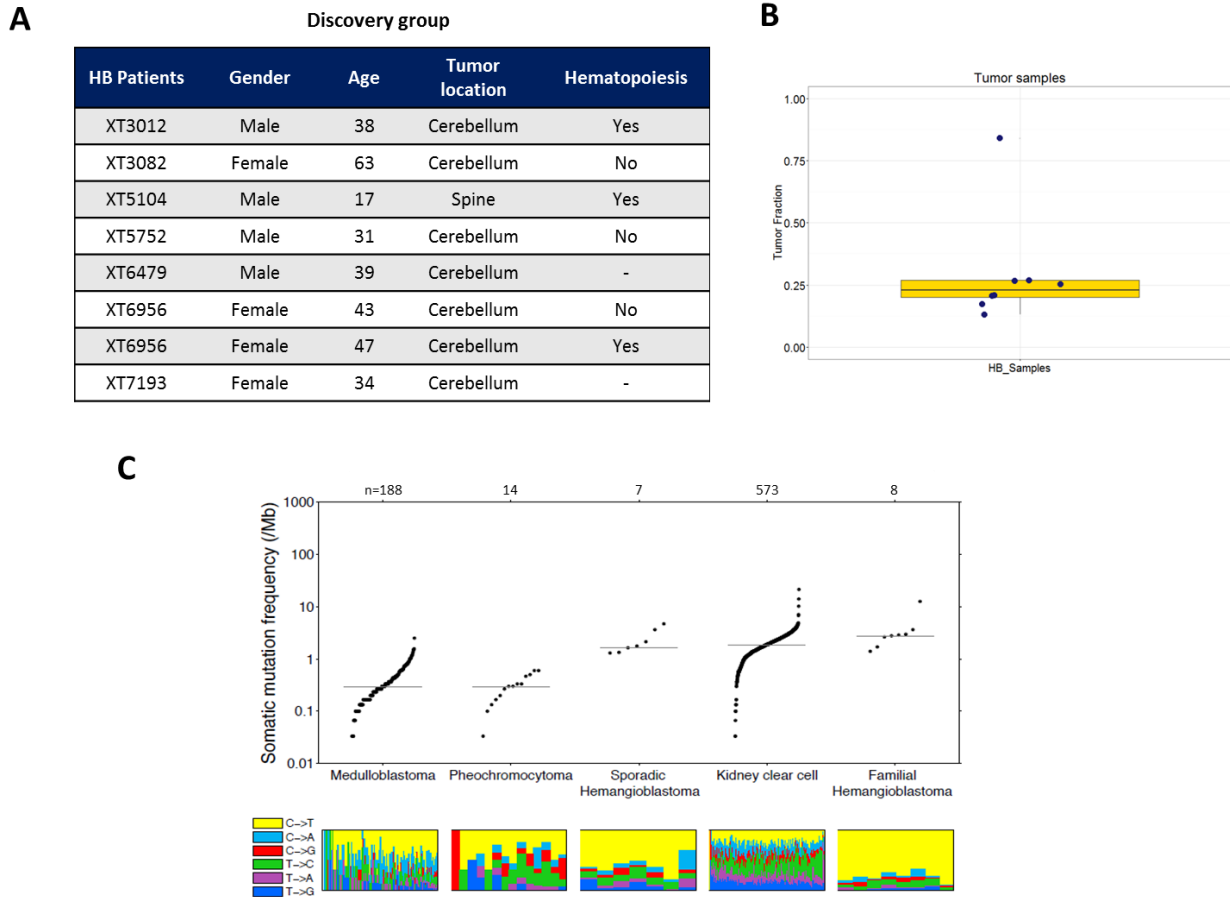 A
Discovery group
HB Patients Gender Age Tumor location Hematopoiesis
XT3012 Male 38 Cerebellum Yes
XT3082 Female 63 Cerebellum No
XT5104 Male 17 Spine Yes
XT5752 Male 31 Cerebellum No
XT6479 Male 39 Cerebellum -
XT6956 Female 43 Cerebellum No
XT6956 Female 47 Cerebellum Yes
XT7193 Female 34 Cerebellum -
B
Tumor samples
Tumor Fraction
1.00
0.75
0.50
0.25
0.00
HB_Samples
C
n=188 14 7 573 8
Somatic mutation frequency (/Mb)
1000
100
10
1
0.1
0.01
Medulloblastoma Pheochromocytoma Sporadic Kidney clear cell Familial
Hemangioblastoma Hemangioblastoma
C->T
C->A
C->G
T->C
T->A
T->G